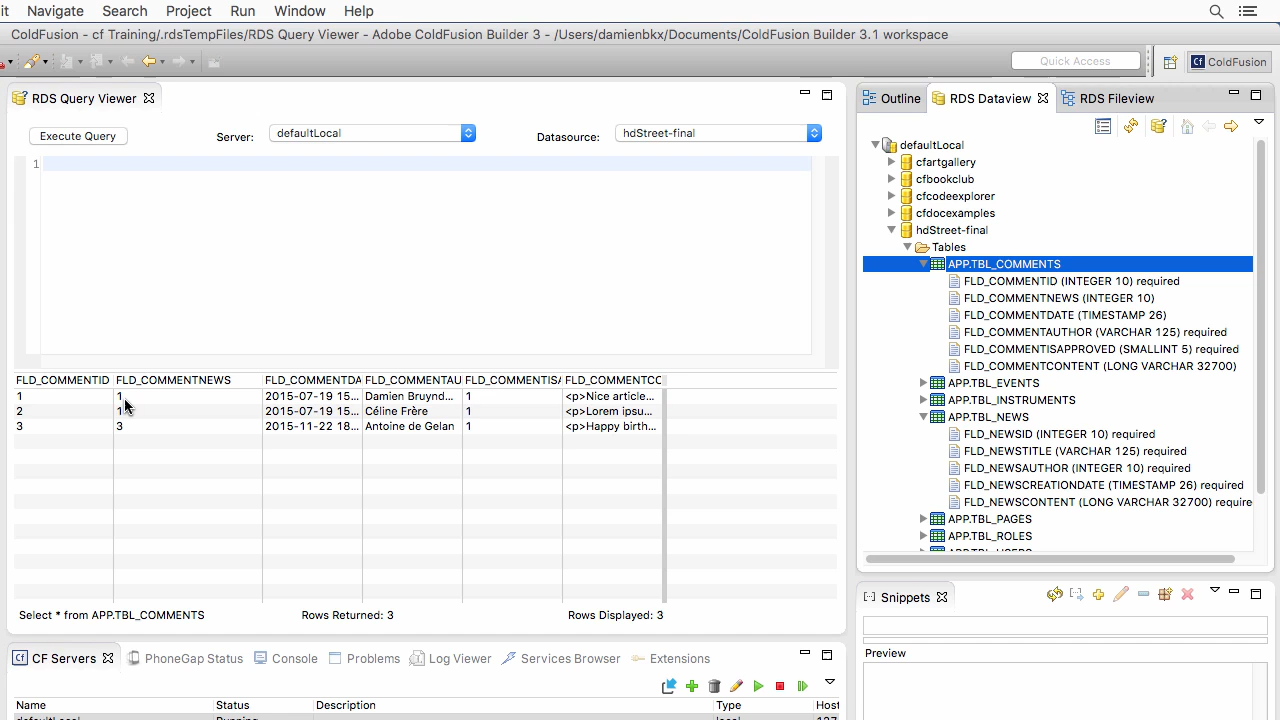 it Navigate Search Project Run Window Help
ColdFusion - cf Training/.rdsTempFiles/RDS Query Viewer - Adobe ColdFusion Builder 3 - /Users/damienbkx/Documents/ColdFusion Builder 3.1 workspace
Quick Access
ColdFusion
RDS Query Viewer
Execute Query
Server: defaultLocal
Datasource: hdStreet-final
1
FLD_COMMENTID FLD_COMMENTNEWS FLD_COMMENTDA FLD_COMMENTAU FLD_COMMENTISA FLD_COMMENTCC
1 1 2015-07-19 15... Damien Bruynd... 1 <p>Nice article...
2 1 2015-07-19 15... Céline Frère 1 <p>Lorem ipsu...
3 3 2015-11-22 18... Antoine de Gelan 1 <p>Happy birth...
Select * from APP.TBL_COMMENTS Rows Returned: 3 Rows Displayed: 3
Outline RDS Dataview RDS Fileview
defaultLocal
cfartgallery
cfbookclub
cfcodeexplorer
cfdocexamples
hdStreet-final
Tables
APP.TBL_COMMENTS
FLD_COMMENTID (INTEGER 10) required
FLD_COMMENTNEWS (INTEGER 10)
FLD_COMMENTDATE (TIMESTAMP 26)
FLD_COMMENTAUTHOR (VARCHAR 125) required
FLD_COMMENTISAPPROVED (SMALLINT 5) required
FLD_COMMENTCONTENT (LONG VARCHAR 32700)
APP.TBL_EVENTS
APP.TBL_INSTRUMENTS
APP.TBL_NEWS
FLD_NEWSID (INTEGER 10) required
FLD_NEWSTITLE (VARCHAR 125) required
FLD_NEWSAUTHOR (INTEGER 10) required
FLD_NEWSCREATIONDATE (TIMESTAMP 26) required
FLD_NEWSCONTENT (LONG VARCHAR 32700) require
APP.TBL_PAGES
APP.TBL_ROLES
Snippets
Preview
CF Servers PhoneGap Status Console Problems Log Viewer Services Browser Extensions
Name Status Description Type Host